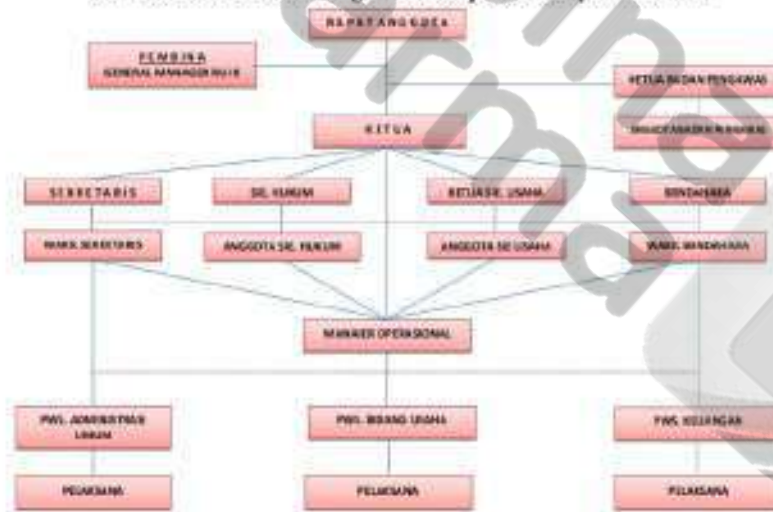 RAPAT ANGGOTA
PEMBINA
GENERAL MANAGER
KETUA BADAN PENGAWAS
KETUA
SEKRETARIS
SIE. HUKUM
KETUA SIE. USAHA
BENDAHARA
WAKIL SEKRETARIS
ANGGOTA SIE. HUKUM
ANGGOTA SIE USAHA
WAKIL BENDAHARA
MANAJER OPERASIONAL
PWS. ADMINISTRASI
UMUM
PWS. BIDANG USAHA
PWS. KEUANGAN
PELAKSANA
PELAKSANA
PELAKSANA